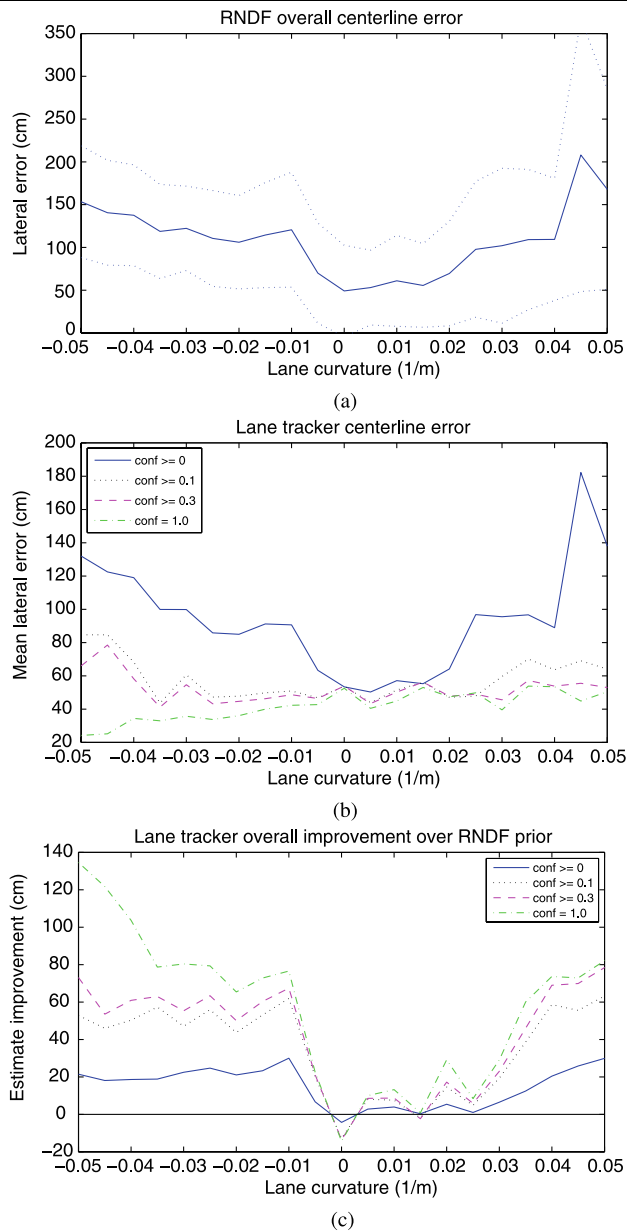 RNDF overall centerline error
350
300
250
200
150
100
50
0
Lateral error (cm)
−0.05 −0.04 −0.03 −0.02 −0.01 0 0.01 0.02 0.03 0.04 0.05
Lane curvature (1/m)
(a)
Lane tracker centerline error
200
180
160
140
120
100
80
60
40
20
Mean lateral error (cm)
conf >= 0
conf >= 0.1
conf >= 0.3
conf = 1.0
−0.05 −0.04 −0.03 −0.02 −0.01 0 0.01 0.02 0.03 0.04 0.05
Lane curvature (1/m)
(b)
Lane tracker overall improvement over RNDF prior
140
120
100
80
60
40
20
0
−20
Estimate improvement (cm)
conf >= 0
conf >= 0.1
conf >= 0.3
conf = 1.0
−0.05 −0.04 −0.03 −0.02 −0.01 0 0.01 0.02 0.03 0.04 0.05
Lane curvature (1/m)
(c)